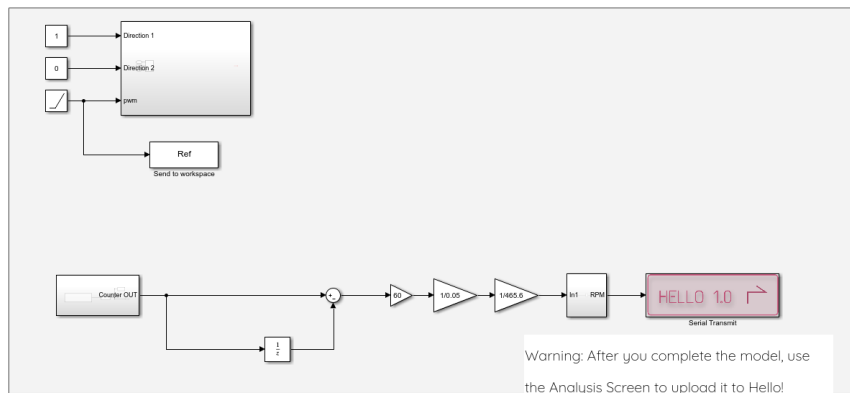 1
Direction 1
0
Direction 2
pwm
Ref
Send to workspace
Counter OUT
+
-
60
1/0.05
1/465.6
In1
RPM
HELLO 1.0
Serial Transmit
1
z
Warning: After you complete the model, use
the Analysis Screen to upload it to Hello!